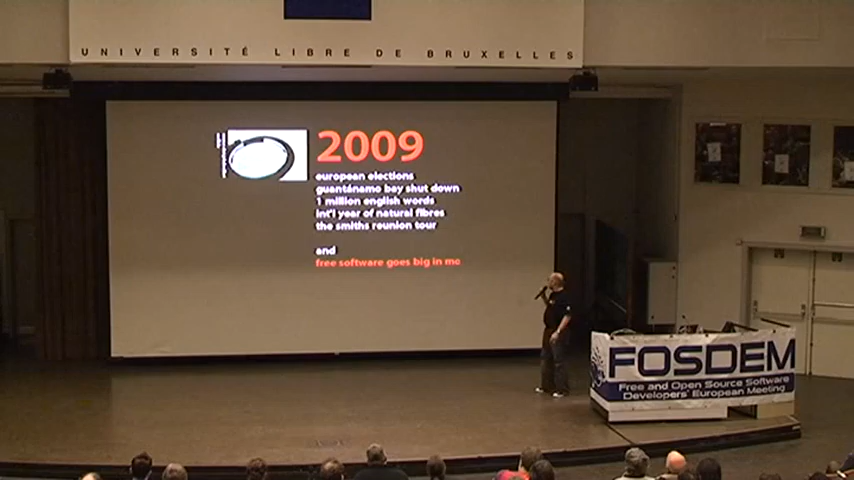 UNIVERSITÉ LIBRE DE BRUXELLES
2009
european elections
guantánamo bay shut down
1 million english words
int'l year of natural fibres
the smiths reunion tour
and
free software goes big in mo
FOSDEM
Free and Open Source Software
Developers' European Meeting